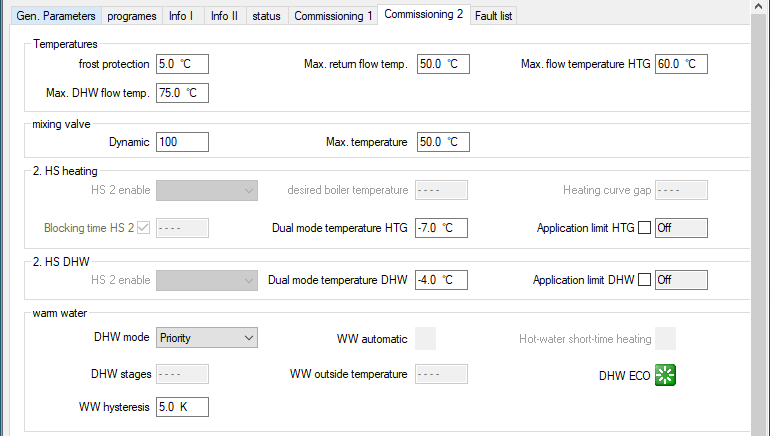 Gen. Parameters programes Info I Info II status Commissioning 1 Commissioning 2 Fault list
Temperatures
frost protection 5.0 °C Max. return flow temp. 50.0 °C Max. flow temperature HTG 60.0 °C
Max. DHW flow temp. 75.0 °C
mixing valve
Dynamic 100 Max. temperature 50.0 °C
2. HS heating
HS 2 enable desired boiler temperature ---- Heating curve gap ----
Blocking time HS 2 ---- Dual mode temperature HTG -7.0 °C Application limit HTG Off
2. HS DHW
HS 2 enable Dual mode temperature DHW -4.0 °C Application limit DHW Off
warm water
DHW mode Priority WW automatic Hot-water short-time heating
DHW stages ---- WW outside temperature ---- DHW ECO
WW hysteresis 5.0 K